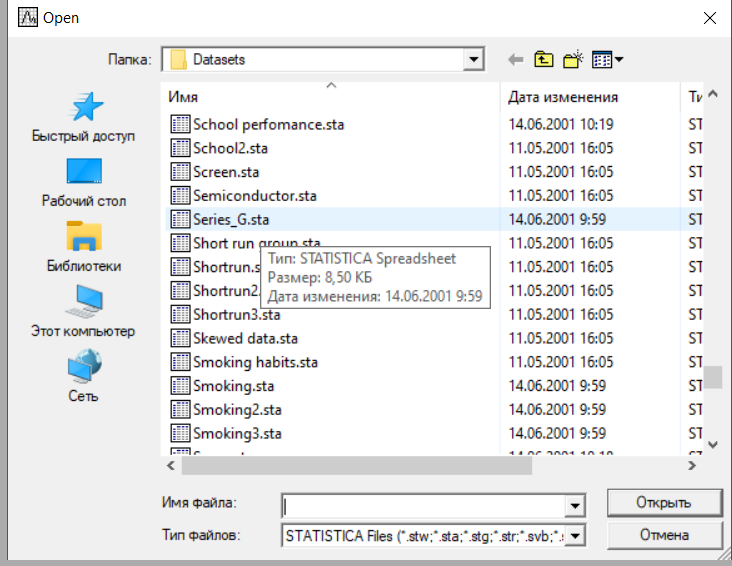 Open
Папка:
Datasets
Быстрый доступ
Рабочий стол
Библиотеки
Этот компьютер
Сеть
Имя Дата изменения Ти
School perfomance.sta 14.06.2001 10:19 ST
School2.sta 11.05.2001 16:05 ST
Screen.sta 11.05.2001 16:05 ST
Semiconductor.sta 11.05.2001 16:05 ST
Series_G.sta 14.06.2001 9:59 ST
Short run group.sta 11.05.2001 16:05 ST
Shortrun.s 11.05.2001 16:05 ST
Shortrun2. 11.05.2001 16:05 ST
Shortrun3.sta 11.05.2001 16:05 ST
Skewed data.sta 11.05.2001 16:05 ST
Smoking habits.sta 11.05.2001 16:05 ST
Smoking.sta 14.06.2001 9:59 ST
Smoking2.sta 14.06.2001 9:59 ST
Smoking3.sta 14.06.2001 9:59 ST
Тип: STATISTICA Spreadsheet
Размер: 8,50 КБ
Дата изменения: 14.06.2001 9:59
Имя файла:
Открыть
Тип файлов:
STATISTICA Files (*.stw;*.sta;*.stg;*.str;*.svb;*.s
Отмена